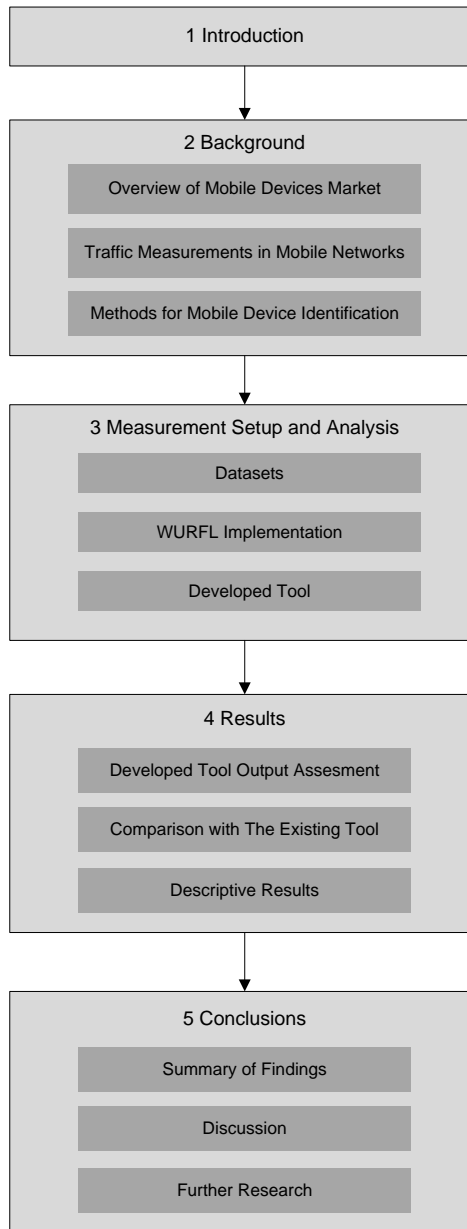 1 Introduction
2 Background
Overview of Mobile Devices Market
Traffic Measurements in Mobile Networks
Methods for Mobile Device Identification
3 Measurement Setup and Analysis
Datasets
WURFL Implementation
Developed Tool
4 Results
Developed Tool Output Assesment
Comparison with The Existing Tool
Descriptive Results
5 Conclusions
Summary of Findings
Discussion
Further Research